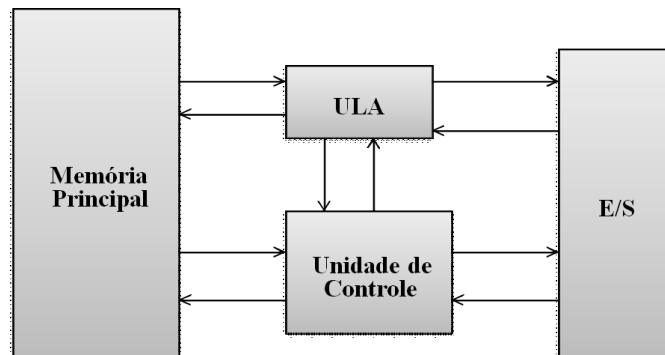 Memória
Principal
ULA
Unidade de
Controle
E/S